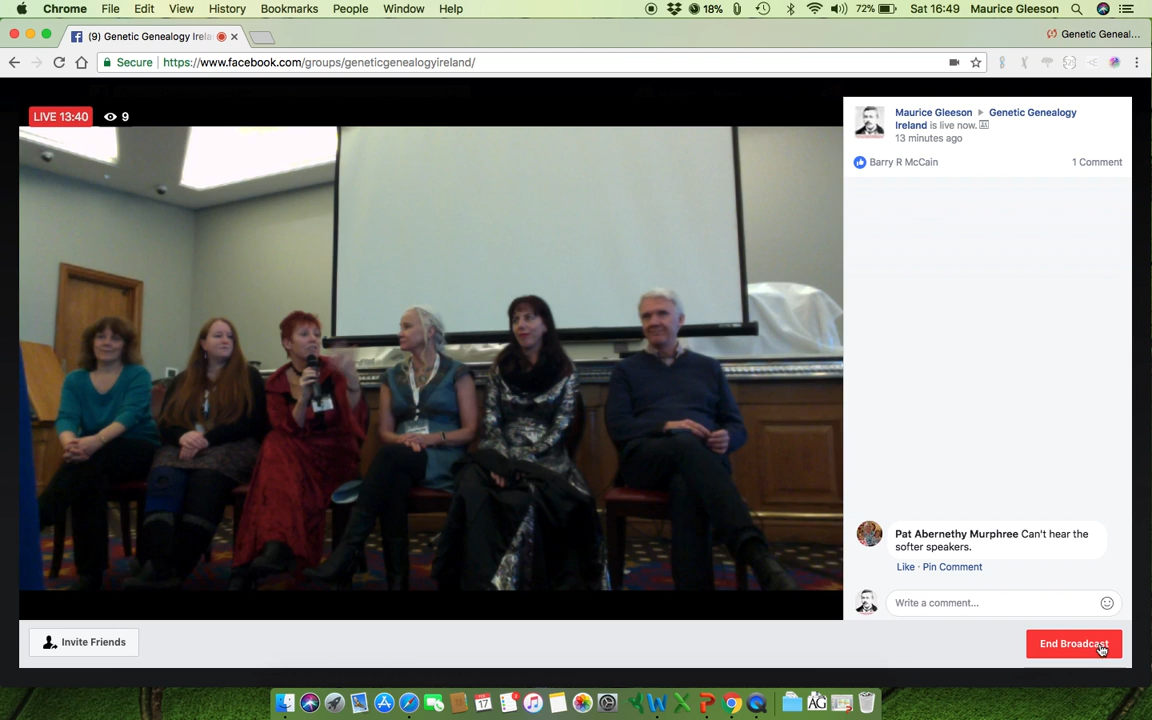 Chrome File Edit View History Bookmarks People Window Help 18% 72% Sat 16:49 Maurice Gleeson
(9) Genetic Genealogy Irela
Genetic Geneal...
Secure https://www.facebook.com/groups/geneticgenealogyireland/
LIVE 13:40 9
Maurice Gleeson ▸ Genetic Genealogy
Ireland is live now.
13 minutes ago
Barry R McCain 1 Comment
Pat Abernethy Murphree Can't hear the
softer speakers.
Like · Pin Comment
Write a comment...
Invite Friends
End Broadcast
17